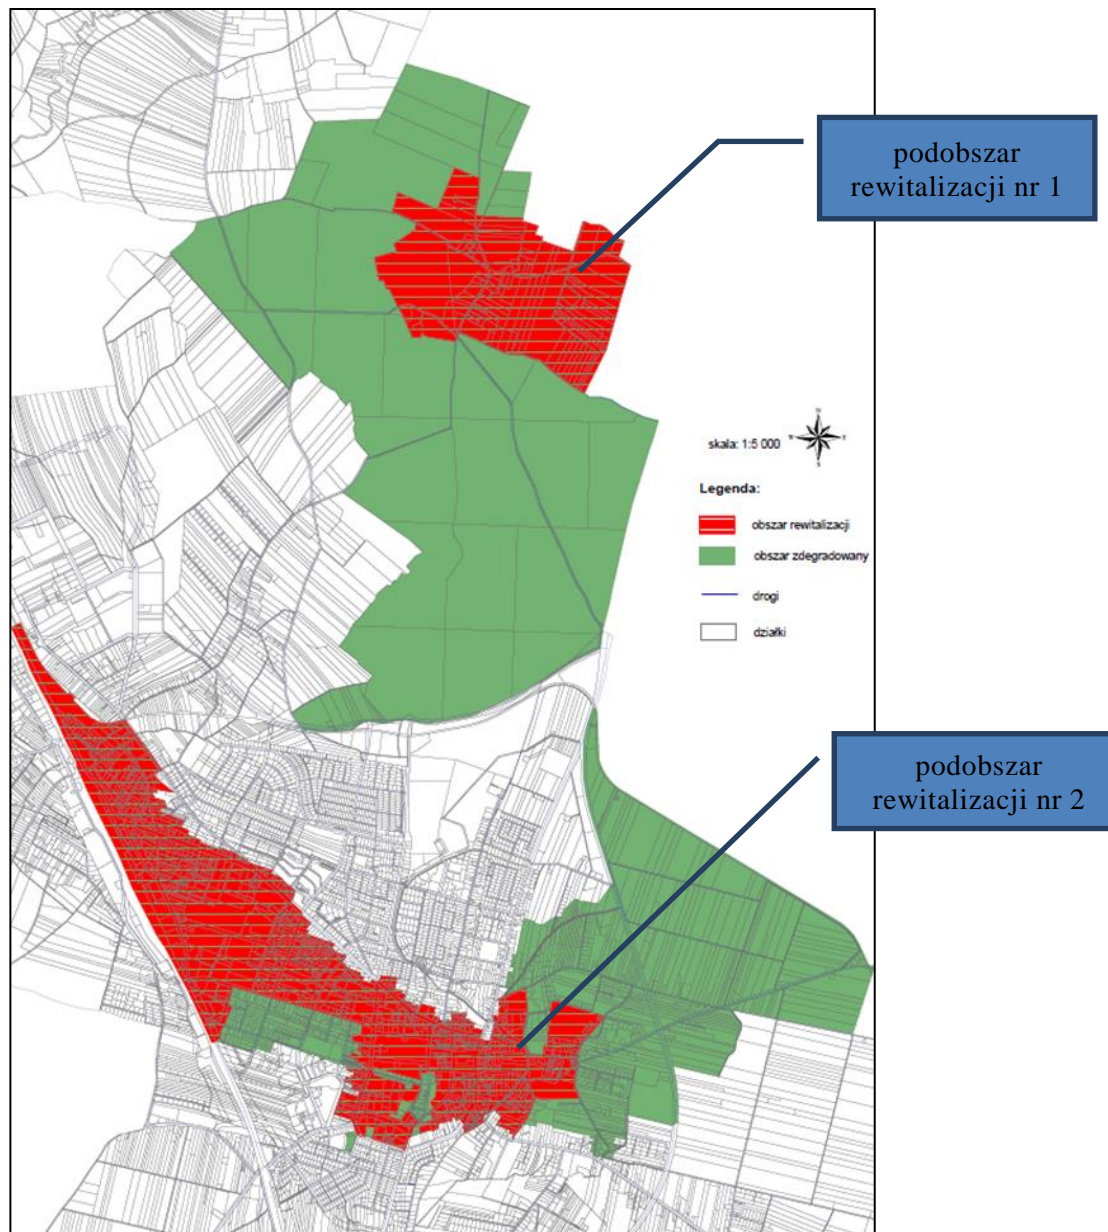 podobszar
rewitalizacji nr 1
skala: 1:5 000
N
W
E
S
Legenda:
obszar rewitalizacji
obszar zdegradowany
drogi
działki
podobszar
rewitalizacji nr 2